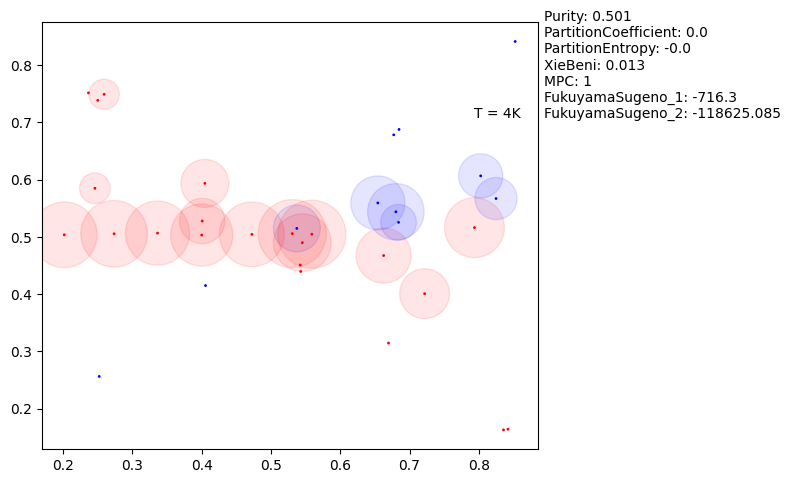 Purity: 0.501
PartitionCoefficient: 0.0
PartitionEntropy: -0.0
XieBeni: 0.013
MPC: 1
FukuyamaSugeno_1: -716.3
FukuyamaSugeno_2: -118625.085
T = 4K
0.8
0.7
0.6
0.5
0.4
0.3
0.2
0.2 0.3 0.4 0.5 0.6 0.7 0.8